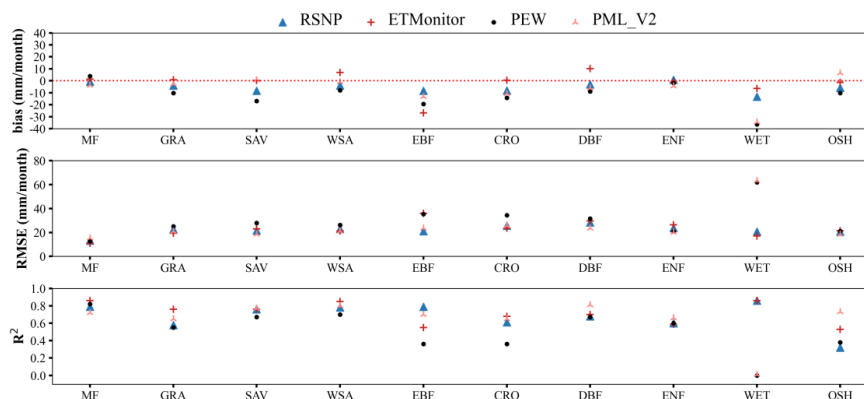 RSNP ETMonitor PEW PML_V2
bias (mm/month)
40
30
20
10
0
-10
-20
-30
-40
MF GRA SAV WSA EBF CRO DBF ENF WET OSH
RMSE (mm/month)
80
60
40
20
0
MF GRA SAV WSA EBF CRO DBF ENF WET OSH
R²
1.0
0.8
0.6
0.4
0.2
0.0
MF GRA SAV WSA EBF CRO DBF ENF WET OSH